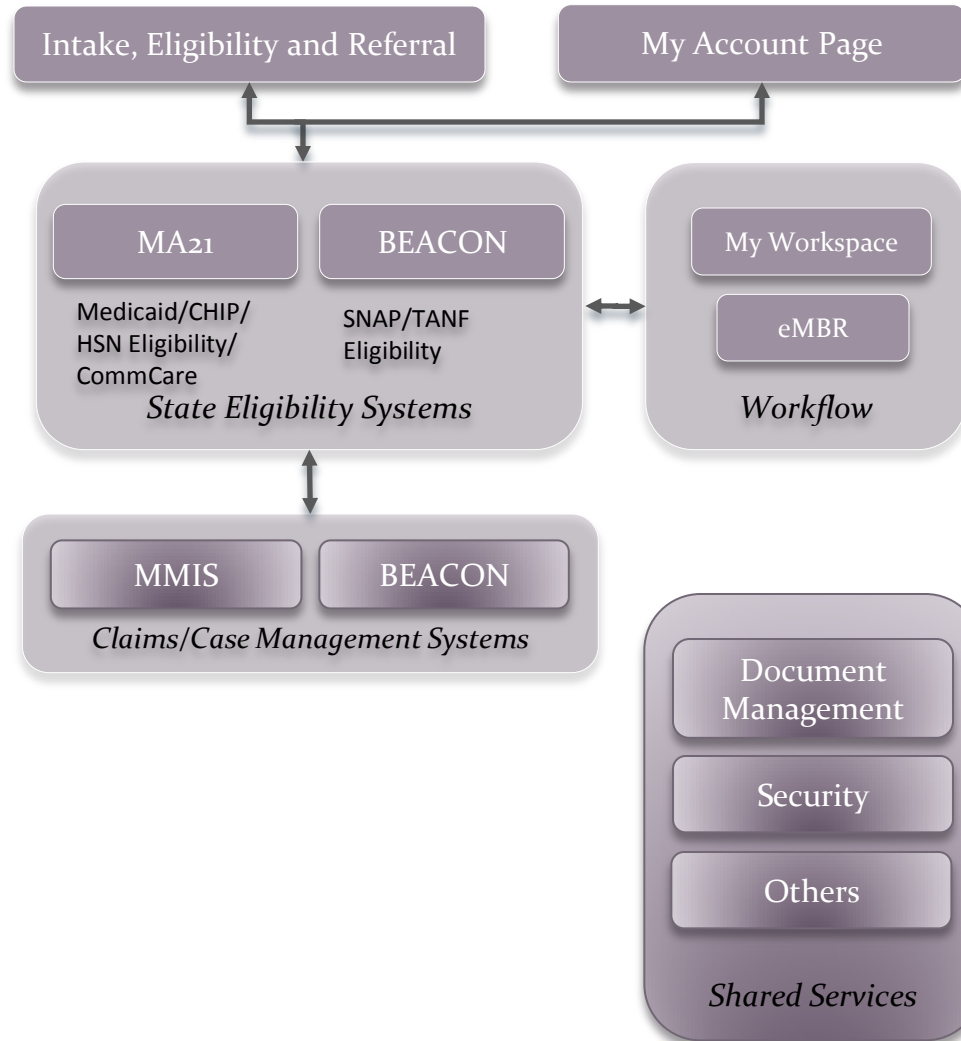 Intake, Eligibility and Referral
My Account Page
MA21
BEACON
Medicaid/CHIP/
HSN Eligibility/
CommCare
SNAP/TANF
Eligibility
State Eligibility Systems
My Workspace
eMBR
Workflow
MMIS
BEACON
Claims/Case Management Systems
Document
Management
Security
Others
Shared Services